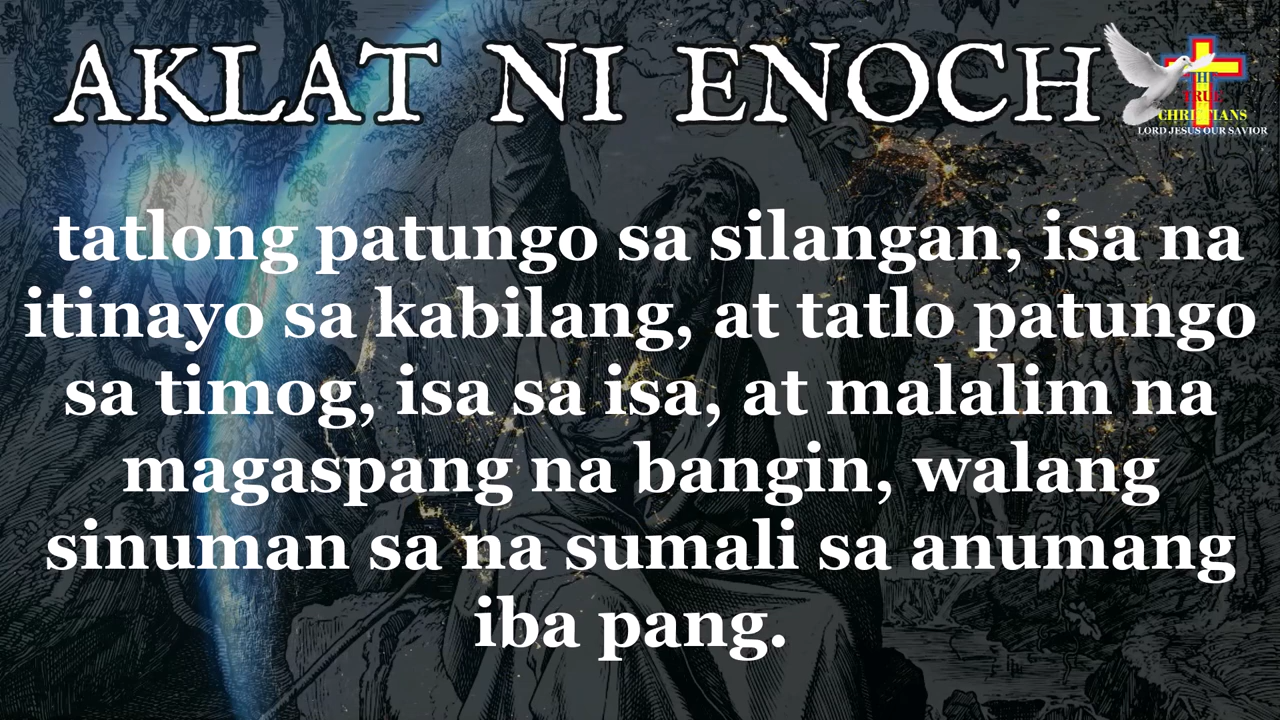 AKLAT NI ENOCH
TRUE
CHRISTIANS
LORD JESUS OUR SAVIOR
tatlong patungo sa silangan, isa na
itinayo sa kabilang, at tatlo patungo
sa timog, isa sa isa, at malalim na
magaspang na bangin, walang
sinuman sa na sumali sa anumang
iba pang.